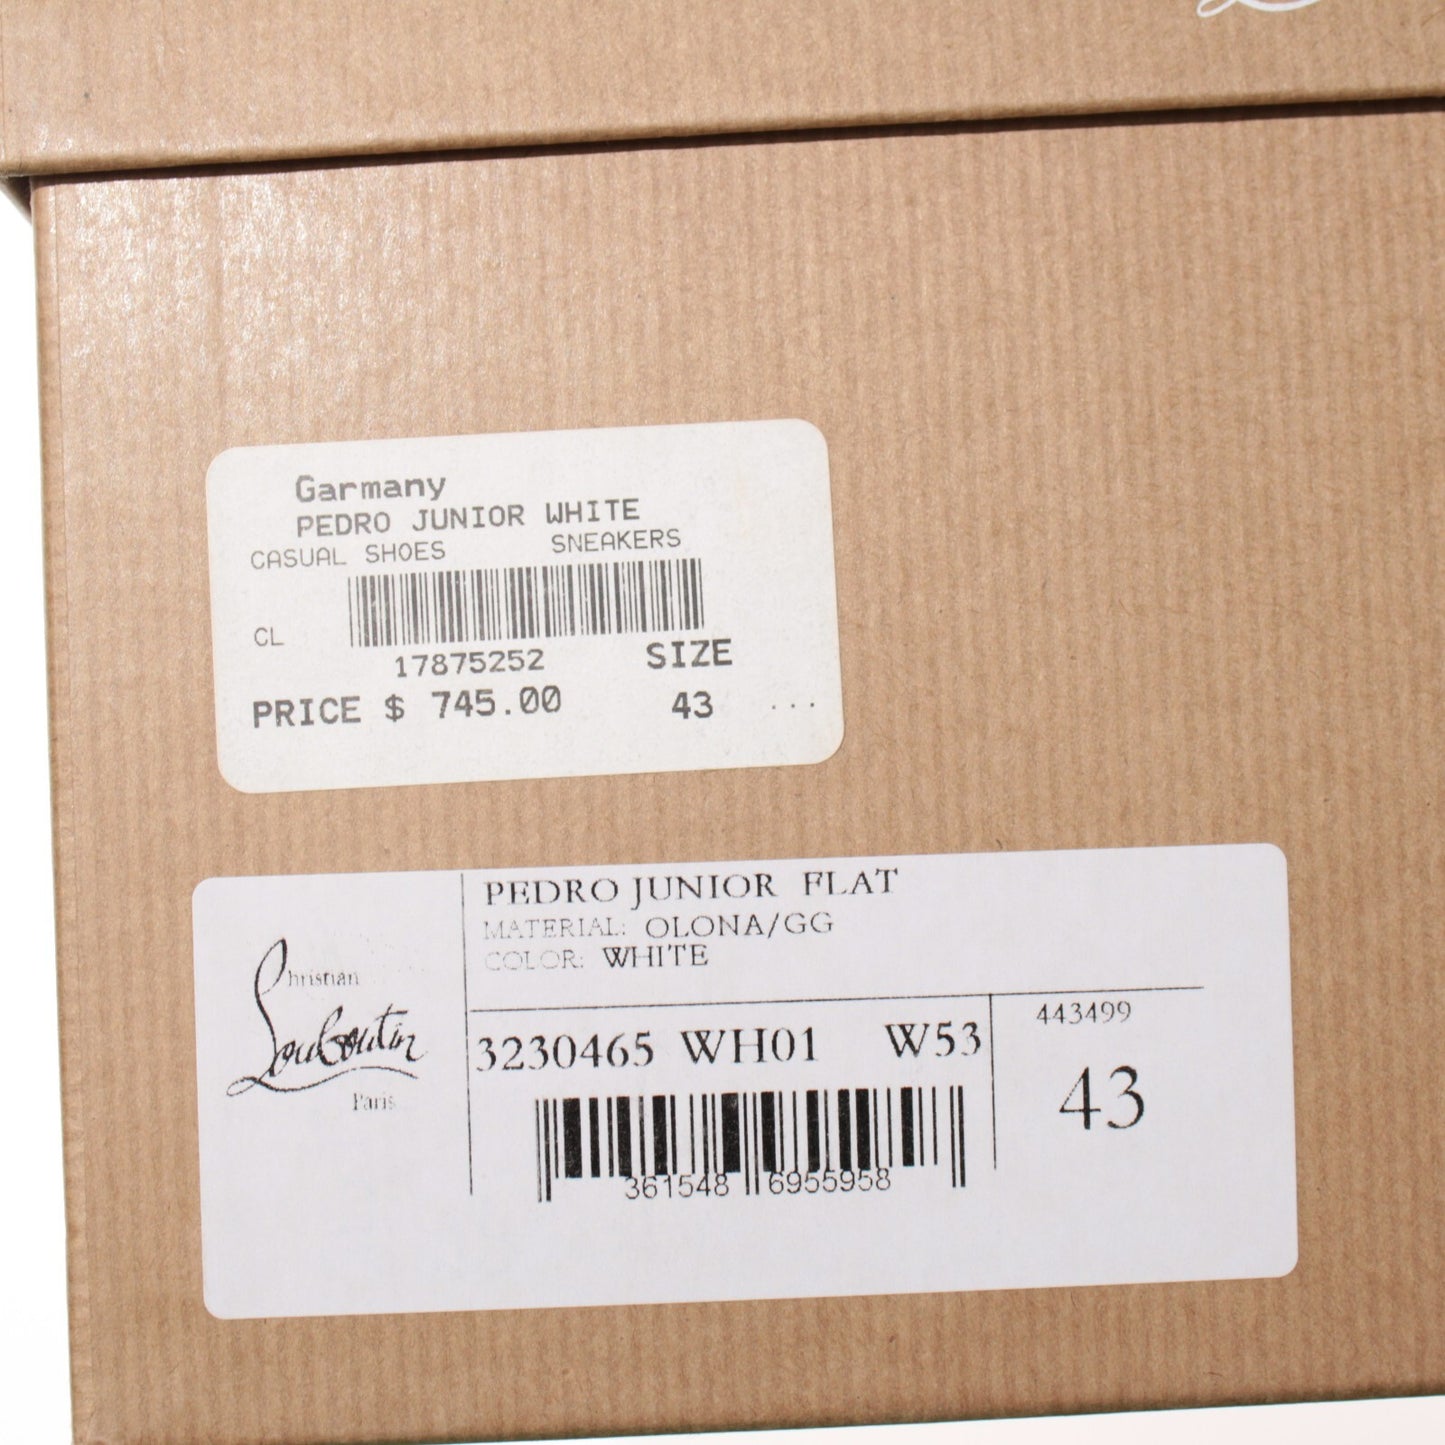 Garmany
PEDRO JUNIOR WHITE
CASUAL SHOES SNEAKERS
CL
17875252 SIZE
PRICE $ 745.00 43 ...
Christian
Louboutin
Paris
PEDRO JUNIOR FLAT
MATERIAL: OLONA/GG
COLOR: WHITE
3230465 WH01 W53
443499
43
361548 6955958